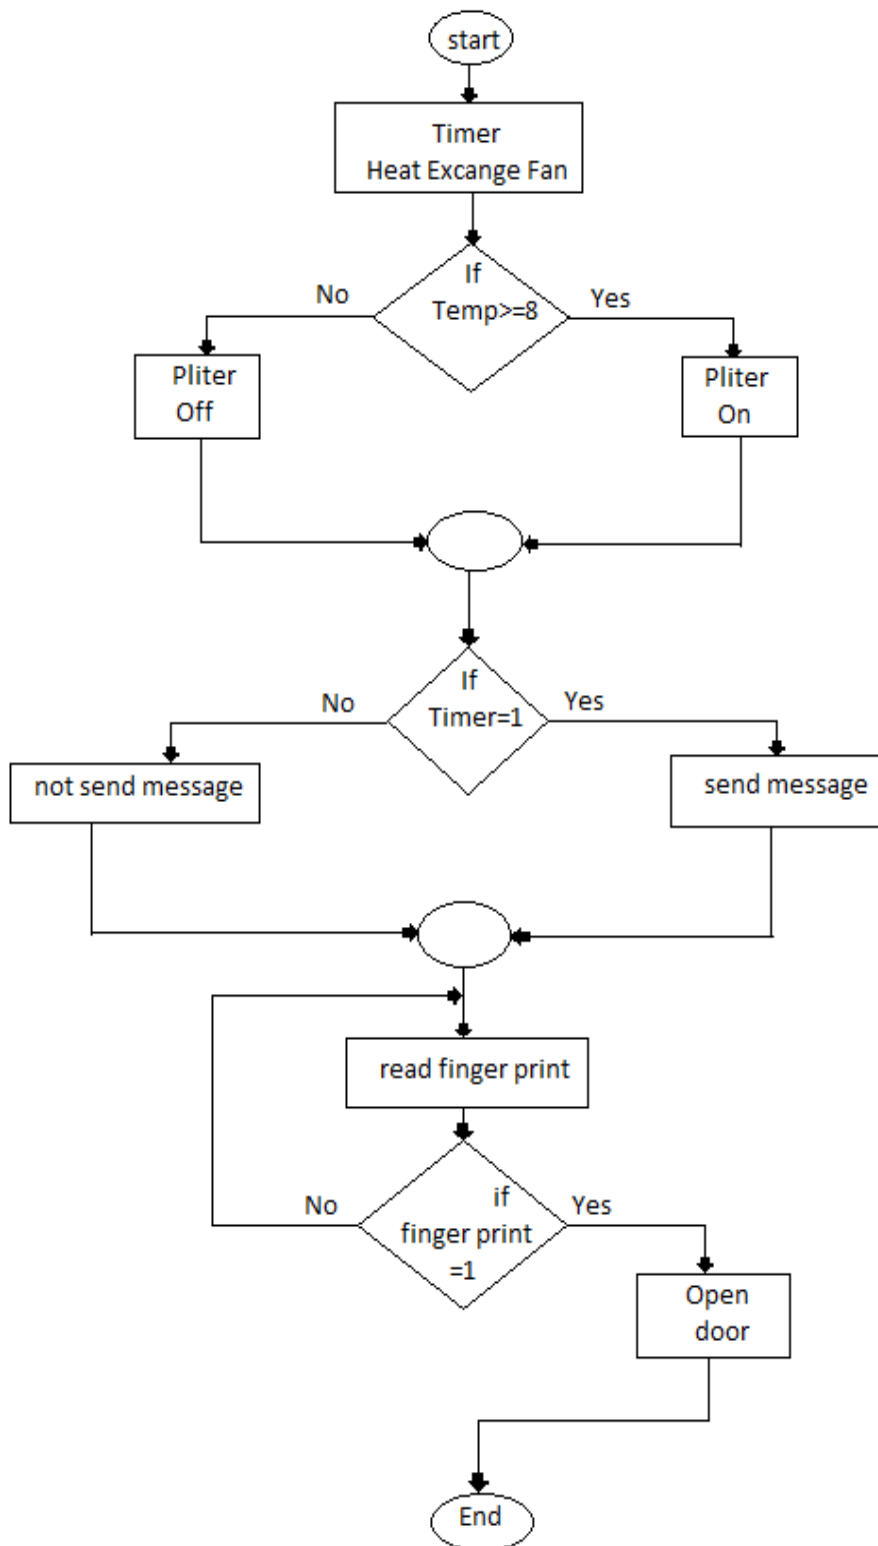 start
Timer
Heat Excange Fan
If
Temp>=8
No
Yes
Pliter
Off
Pliter
On
If
Timer=1
No
Yes
not send message
send message
read finger print
if
finger print
=1
No
Yes
Open
door
End